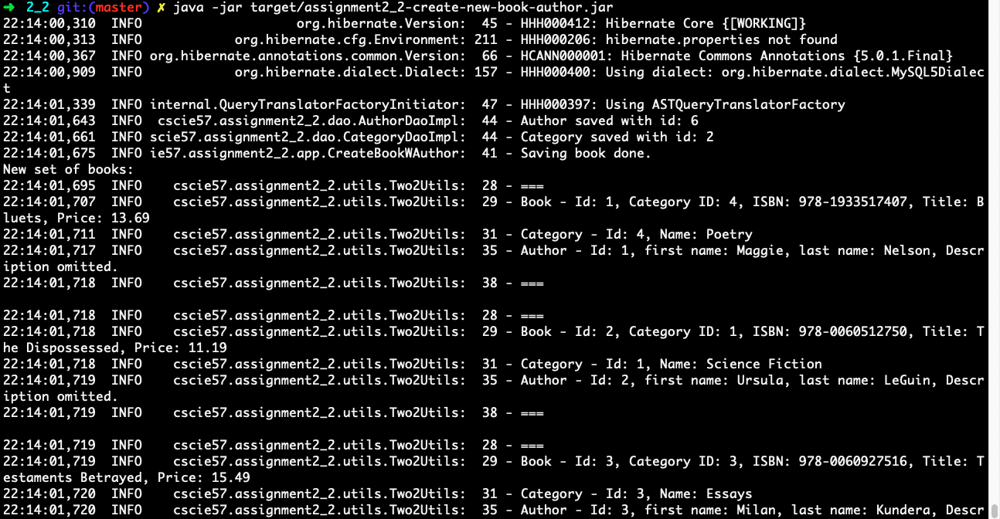 ➜ 2_2 git:(master) ✗ java -jar target/assignment2_2-create-new-book-author.jar
22:14:00,310  INFO                    org.hibernate.Version:  45 - HHH000412: Hibernate Core {[WORKING]}
22:14:00,313  INFO            org.hibernate.cfg.Environment: 211 - HHH000206: hibernate.properties not found
22:14:00,367  INFO org.hibernate.annotations.common.Version:  66 - HCANN000001: Hibernate Commons Annotations {5.0.1.Final}
22:14:00,909  INFO            org.hibernate.dialect.Dialect: 157 - HHH000400: Using dialect: org.hibernate.dialect.MySQL5Dialec
t
22:14:01,339  INFO internal.QueryTranslatorFactoryInitiator:  47 - HHH000397: Using ASTQueryTranslatorFactory
22:14:01,643  INFO  cscie57.assignment2_2.dao.AuthorDaoImpl:  44 - Author saved with id: 6
22:14:01,661  INFO scie57.assignment2_2.dao.CategoryDaoImpl:  44 - Category saved with id: 2
22:14:01,675  INFO ie57.assignment2_2.app.CreateBookWAuthor:  41 - Saving book done.
New set of books:
22:14:01,695  INFO    cscie57.assignment2_2.utils.Two2Utils:  28 - ===
22:14:01,707  INFO    cscie57.assignment2_2.utils.Two2Utils:  29 - Book - Id: 1, Category ID: 4, ISBN: 978-1933517407, Title: B
luets, Price: 13.69
22:14:01,711  INFO    cscie57.assignment2_2.utils.Two2Utils:  31 - Category - Id: 4, Name: Poetry
22:14:01,717  INFO    cscie57.assignment2_2.utils.Two2Utils:  35 - Author - Id: 1, first name: Maggie, last name: Nelson, Descr
iption omitted.
22:14:01,718  INFO    cscie57.assignment2_2.utils.Two2Utils:  38 - ===
22:14:01,718  INFO    cscie57.assignment2_2.utils.Two2Utils:  28 - ===
22:14:01,718  INFO    cscie57.assignment2_2.utils.Two2Utils:  29 - Book - Id: 2, Category ID: 1, ISBN: 978-0060512750, Title: T
he Dispossessed, Price: 11.19
22:14:01,718  INFO    cscie57.assignment2_2.utils.Two2Utils:  31 - Category - Id: 1, Name: Science Fiction
22:14:01,719  INFO    cscie57.assignment2_2.utils.Two2Utils:  35 - Author - Id: 2, first name: Ursula, last name: LeGuin, Descr
iption omitted.
22:14:01,719  INFO    cscie57.assignment2_2.utils.Two2Utils:  38 - ===
22:14:01,719  INFO    cscie57.assignment2_2.utils.Two2Utils:  28 - ===
22:14:01,719  INFO    cscie57.assignment2_2.utils.Two2Utils:  29 - Book - Id: 3, Category ID: 3, ISBN: 978-0060927516, Title: T
estaments Betrayed, Price: 15.49
22:14:01,720  INFO    cscie57.assignment2_2.utils.Two2Utils:  31 - Category - Id: 3, Name: Essays
22:14:01,720  INFO    cscie57.assignment2_2.utils.Two2Utils:  35 - Author - Id: 3, first name: Milan, last name: Kundera, Descr